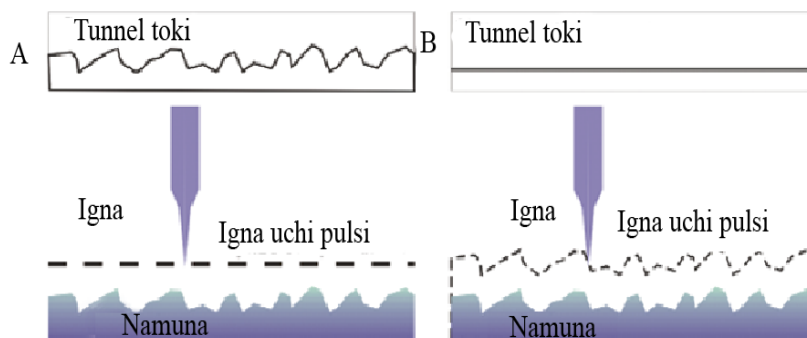 A
Tunnel toki
B
Tunnel toki
Igna
Igna uchi pulsi
Igna
Igna uchi pulsi
Namuna
Namuna